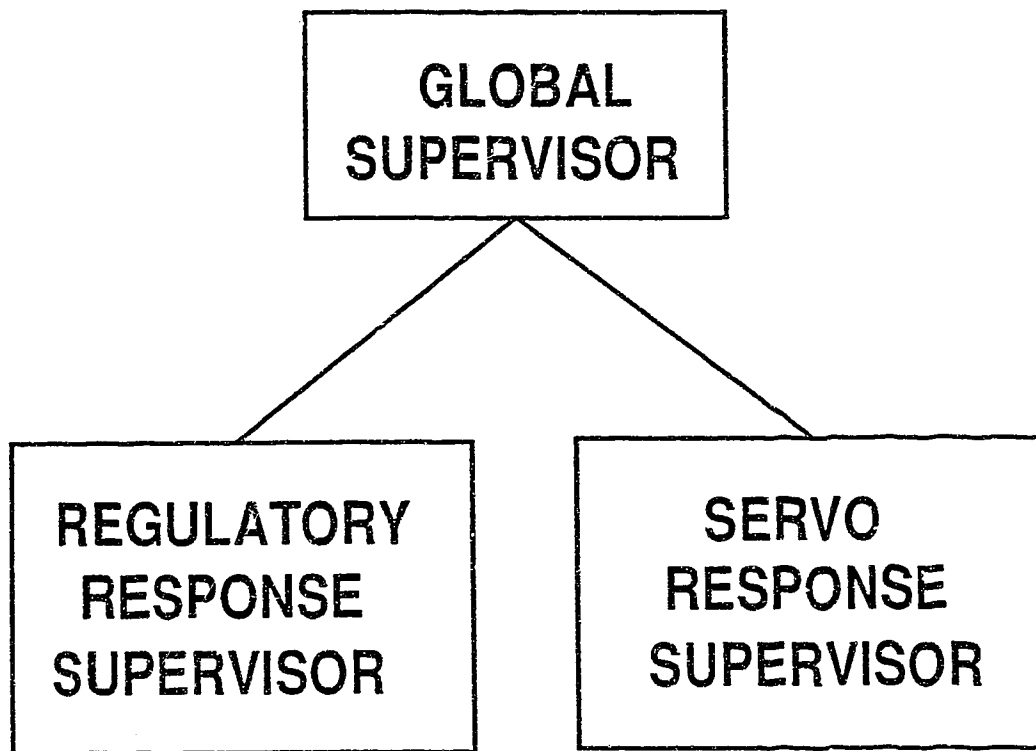 GLOBAL
SUPERVISOR
REGULATORY
RESPONSE
SUPERVISOR
SERVO
RESPONSE
SUPERVISOR